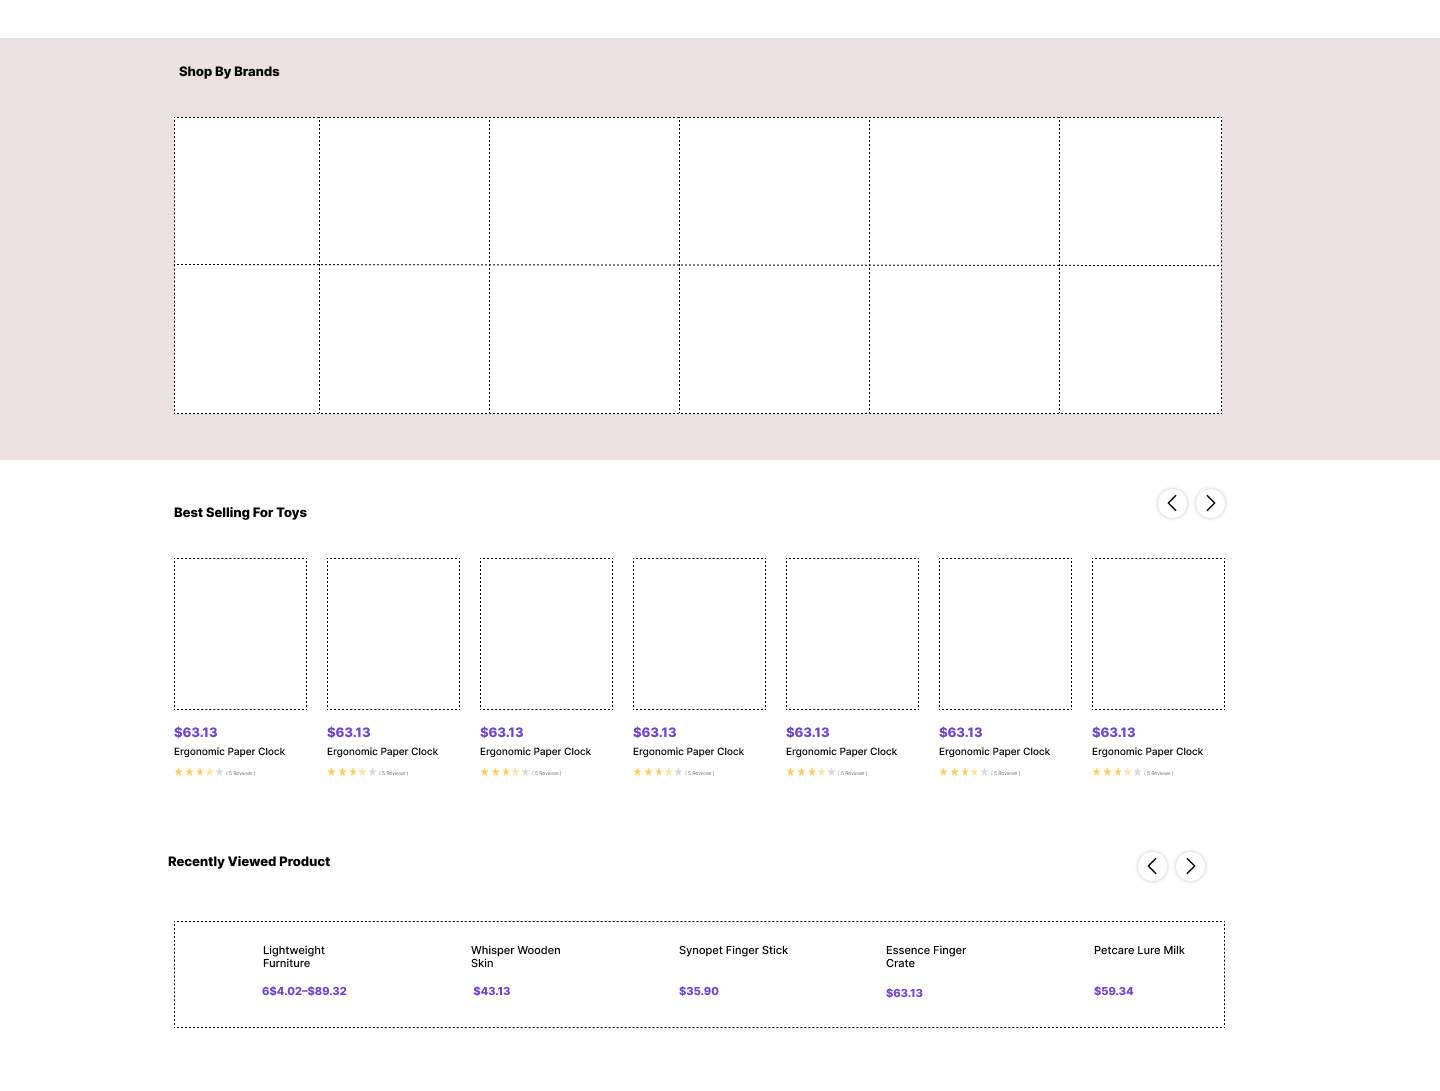 Shop By Brands
Best Selling For Toys
$63.13 $63.13 $63.13 $63.13 $63.13 $63.13 $63.13
Ergonomic Paper Clock Ergonomic Paper Clock Ergonomic Paper Clock Ergonomic Paper Clock Ergonomic Paper Clock Ergonomic Paper Clock Ergonomic Paper Clock
( 5 Reviews ) ( 5 Reviews ) ( 5 Reviews ) ( 5 Reviews ) ( 5 Reviews ) ( 5 Reviews ) ( 5 Reviews )
Recently Viewed Product
Lightweight
Furniture
6$4.02–$89.32
Whisper Wooden
Skin
$43.13
Synopet Finger Stick
$35.90
Essence Finger
Crate
$63.13
Petcare Lure Milk
$59.34